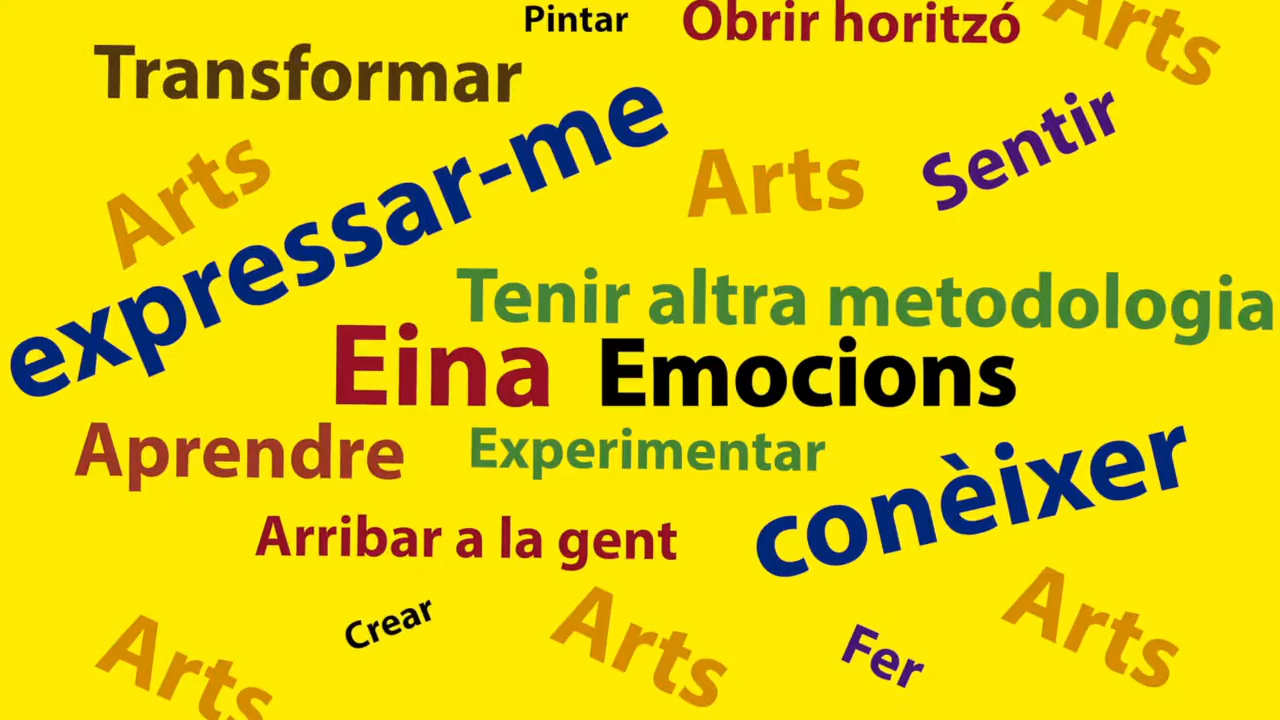 Pintar
Obrir horitzó
Arts
Transformar
expressar-me
Arts
Arts
Sentir
Tenir altra metodologia
Eina
Emocions
Aprendre
Experimentar
conèixer
Arribar a la gent
Crear
Arts
Arts
Fer
Arts